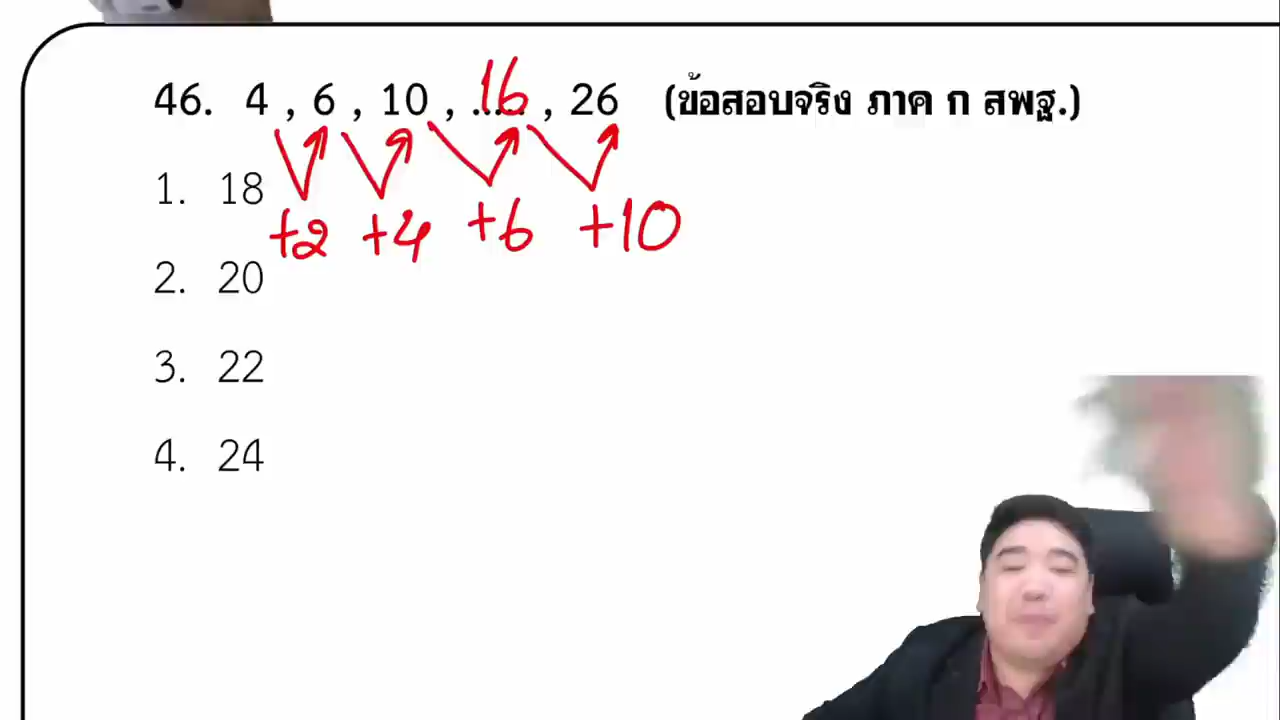 46. 4 , 6 , 10 , 16 , 26 (ข้อสอบจริง ภาค ก สพฐ.)
+2 +4 +6 +10
1. 18
2. 20
3. 22
4. 24